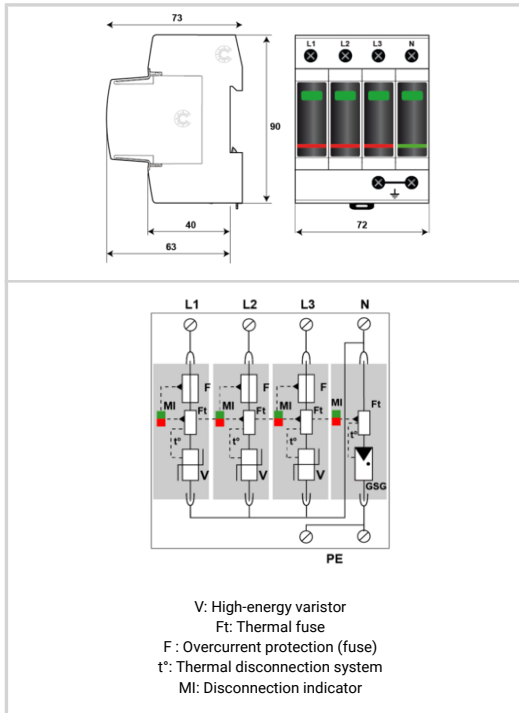 73
L1 L2 L3 N
90
40
63
72
L1 L2 L3 N
F F F
MI Ft MI Ft MI Ft MI Ft
t° t° t° t°
V V V GSG
PE
V: High-energy varistor
Ft: Thermal fuse
F : Overcurrent protection (fuse)
t°: Thermal disconnection system
MI: Disconnection indicator